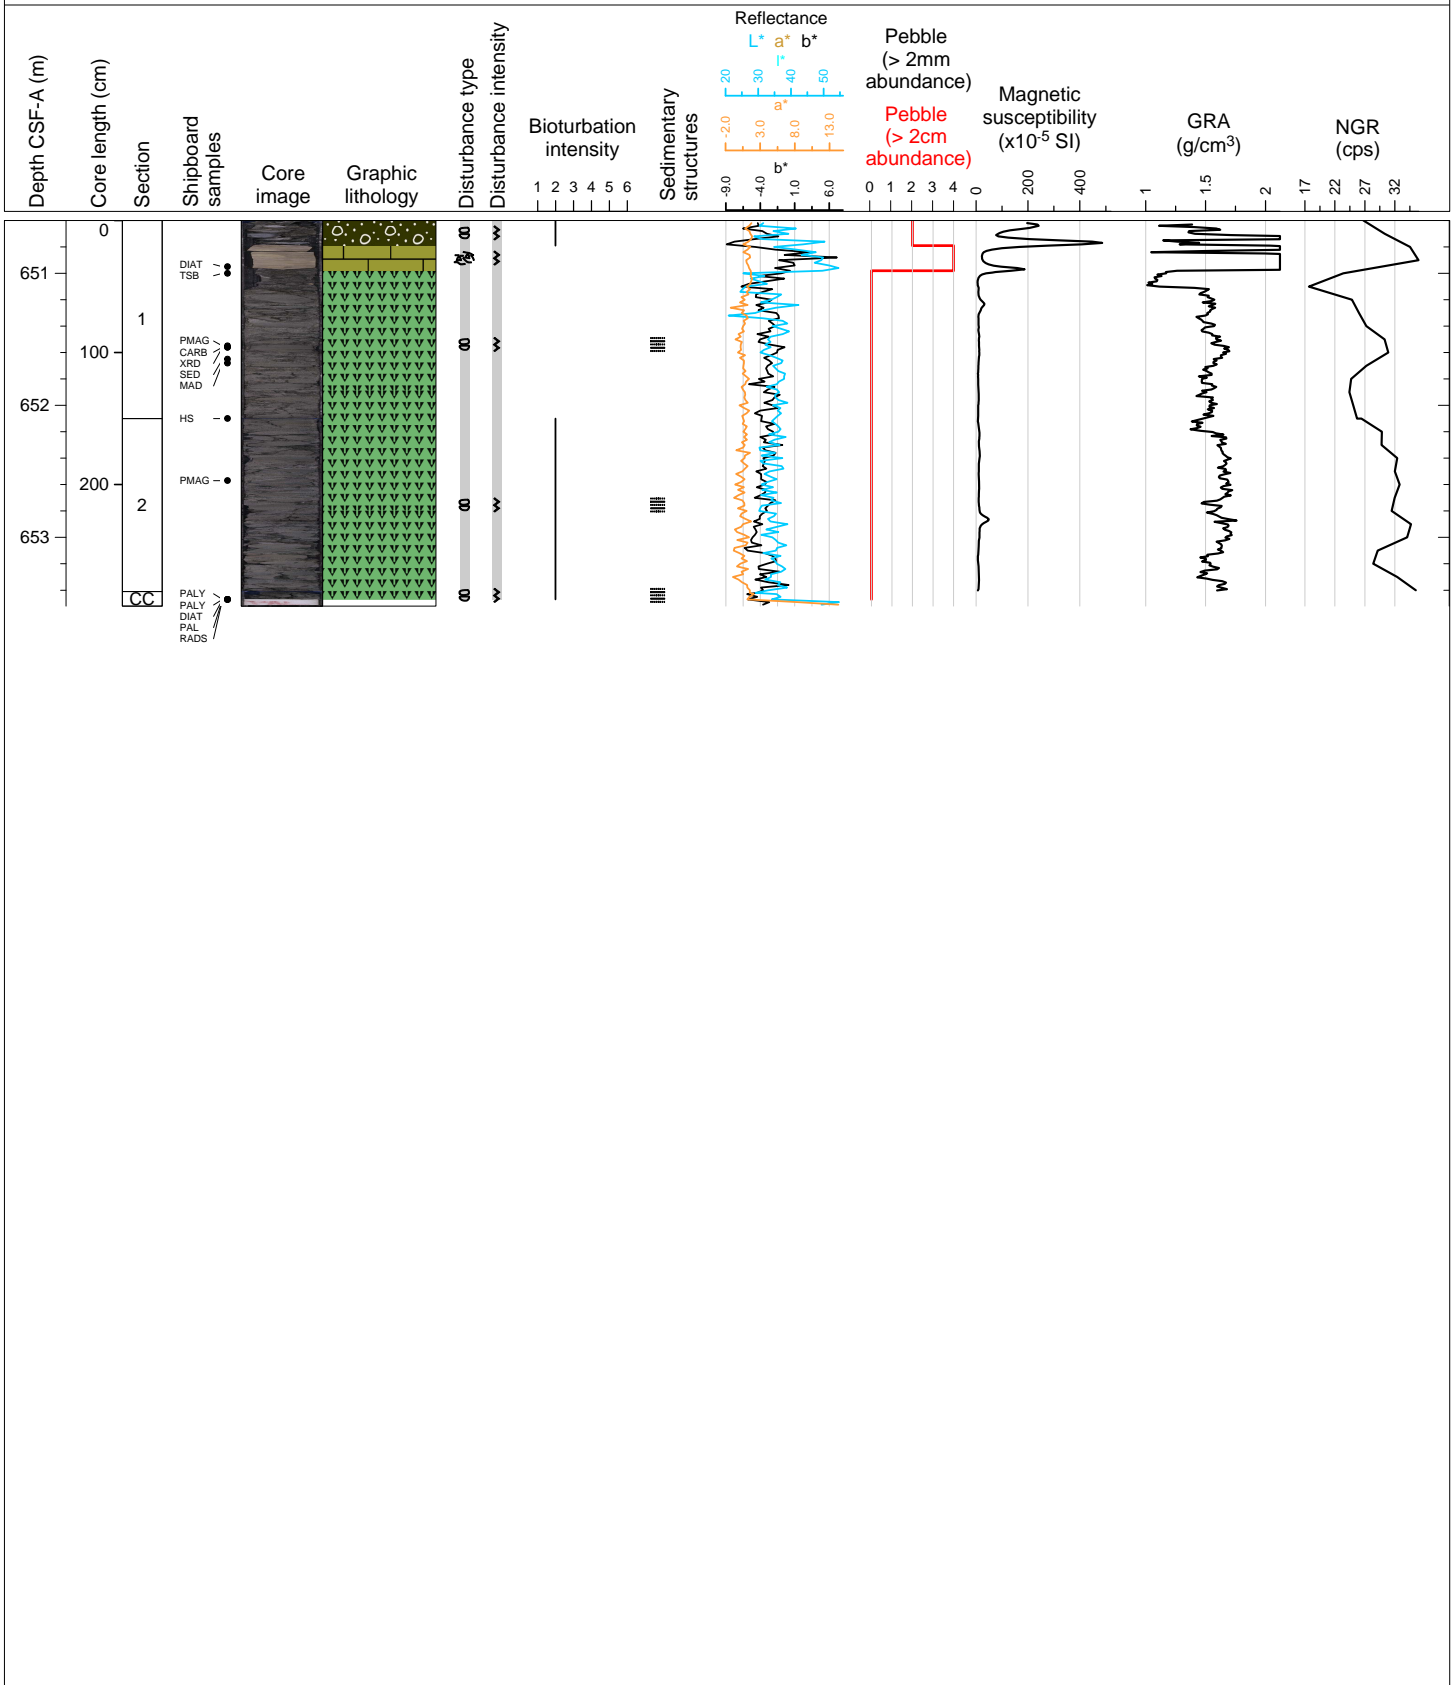 Depth CSF-A (m)
Core length (cm)
Section
Shipboard
samples
Core
image
Graphic
lithology
Disturbance type
Disturbance intensity
Bioturbation
intensity
1 2 3 4 5 6
Sedimentary
structures
Reflectance
L* a* b*
l*
20 30 40 50
a*
-2.0 3.0 8.0 13.0
b*
-9.0 -4.0 1.0 6.0
Pebble
(> 2mm
abundance)
Pebble
(> 2cm
abundance)
0 1 2 3 4
Magnetic
susceptibility
(x10-5 SI)
0 200 400
GRA
(g/cm3)
1 1.5 2
NGR
(cps)
17 22 27 32
0
651
DIAT
TSB
1
PMAG
100
CARB
XRD
SED
MAD
652
HS
PMAG
200
2
653
CC
PALY
PALY
DIAT
PAL
RADS